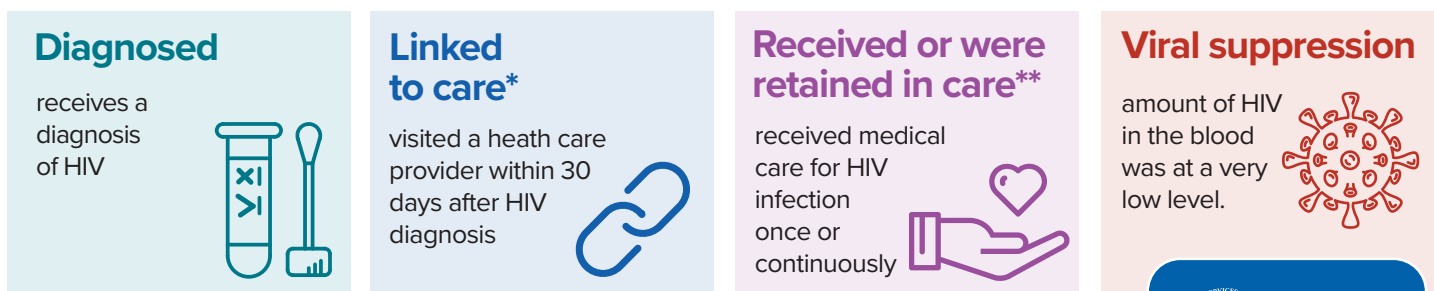 Diagnosed
receives a
diagnosis
of HIV
Linked
to care*
visited a heath care
provider within 30
days after HIV
diagnosis
Received or were
retained in care**
received medical
care for HIV
infection
once or
continuously
Viral suppression
amount of HIV
in the blood
was at a very
low level.